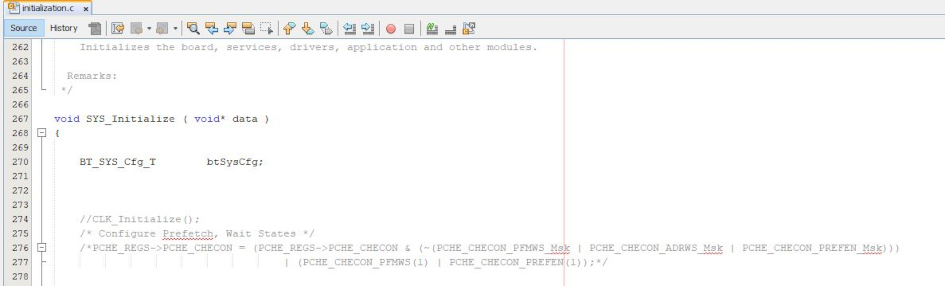 initialization.c x
Source History
262 Initializes the board, services, drivers, application and other modules.
263
264 Remarks:
265 */
266
267 void SYS_Initialize ( void* data )
268 {
269
270 BT_SYS_Cfg_T btSysCfg;
271
272
273
274 //CLK_Initialize();
275 /* Configure Prefetch, Wait States */
276 /*PCHE_REGS->PCHE_CHECON = (PCHE_REGS->PCHE_CHECON & (~(PCHE_CHECON_PFMWS_Msk | PCHE_CHECON_ADRWS_Msk | PCHE_CHECON_PREFEN_Msk)))
277 | (PCHE_CHECON_PFMWS(1) | PCHE_CHECON_PREFEN(1));*/
278